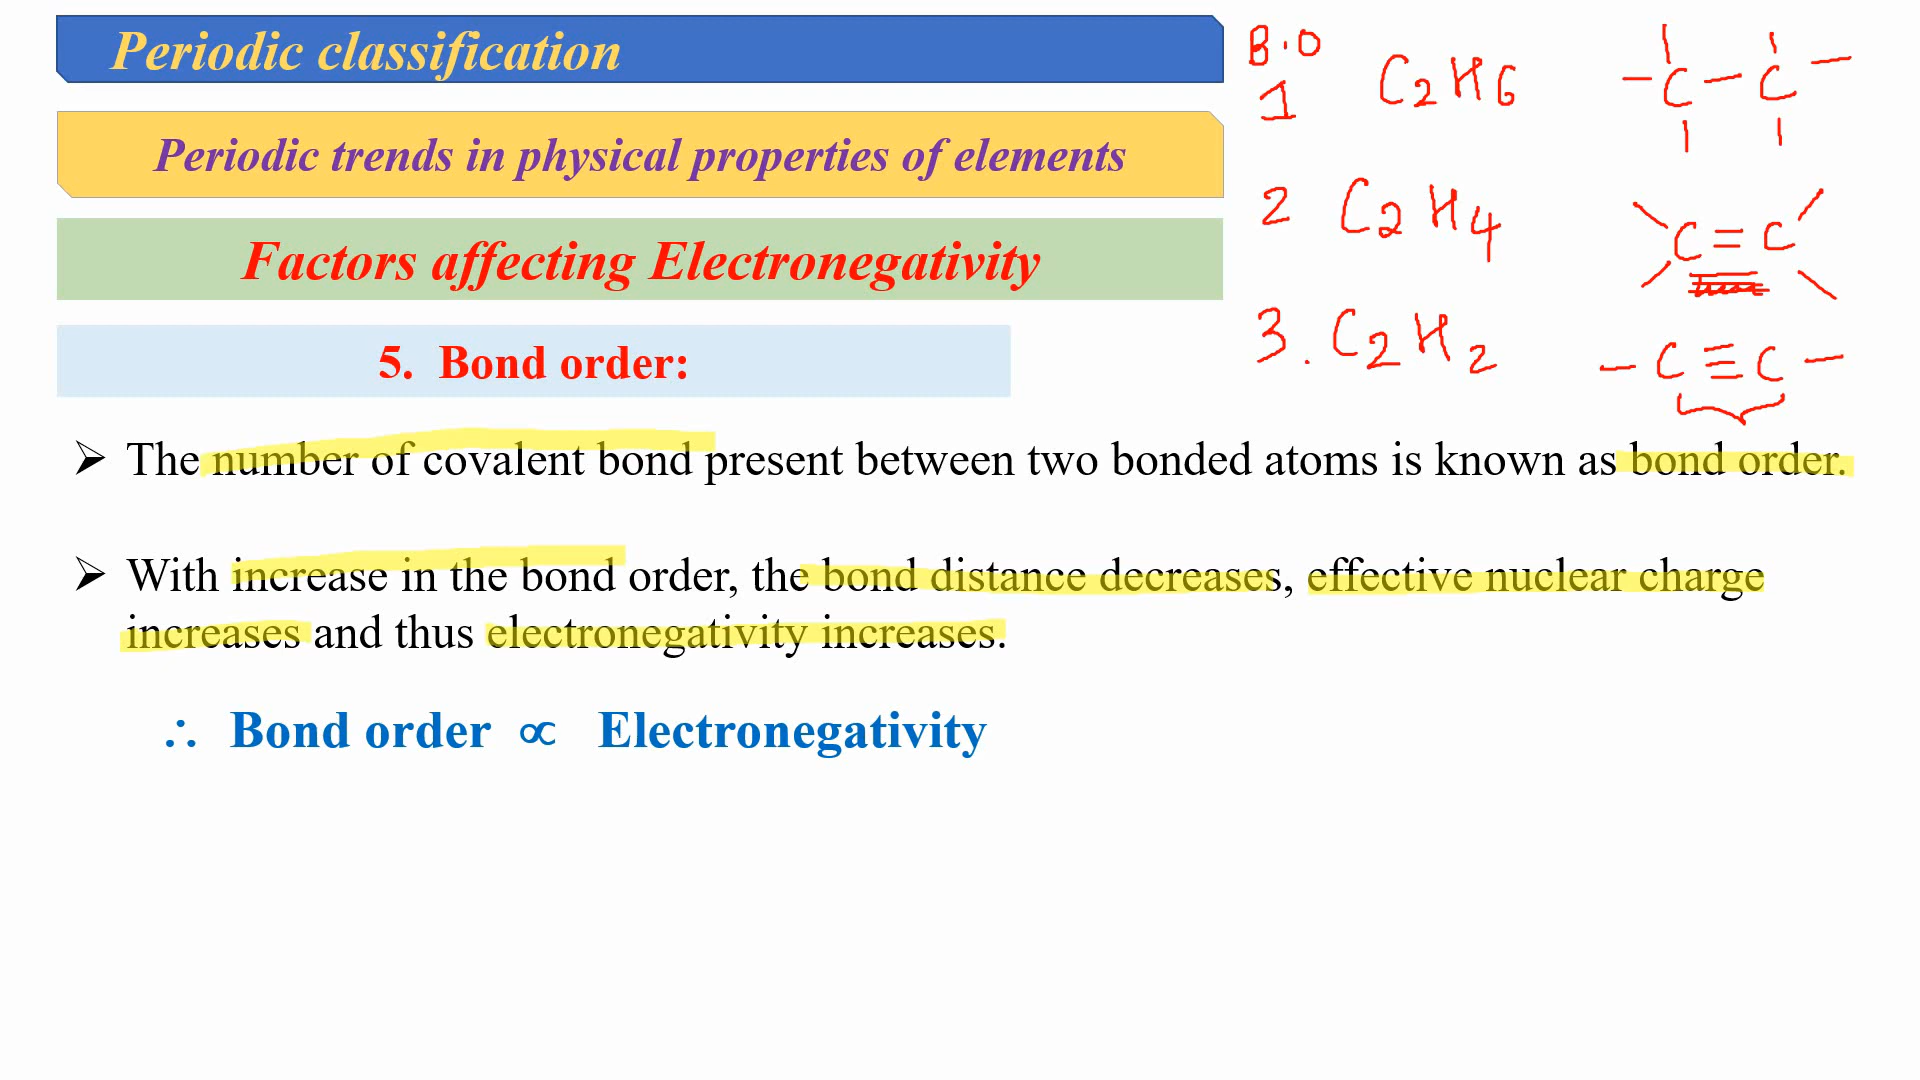 Periodic classification
Periodic trends in physical properties of elements
Factors affecting Electronegativity
5. Bond order:
B.O
1 C2H6 – C – C –
2 C2H4 C = C
3. C2H2 – C ≡ C –
➢ The number of covalent bond present between two bonded atoms is known as bond order.
➢ With increase in the bond order, the bond distance decreases, effective nuclear charge
increases and thus electronegativity increases.
∴ Bond order ∝ Electronegativity